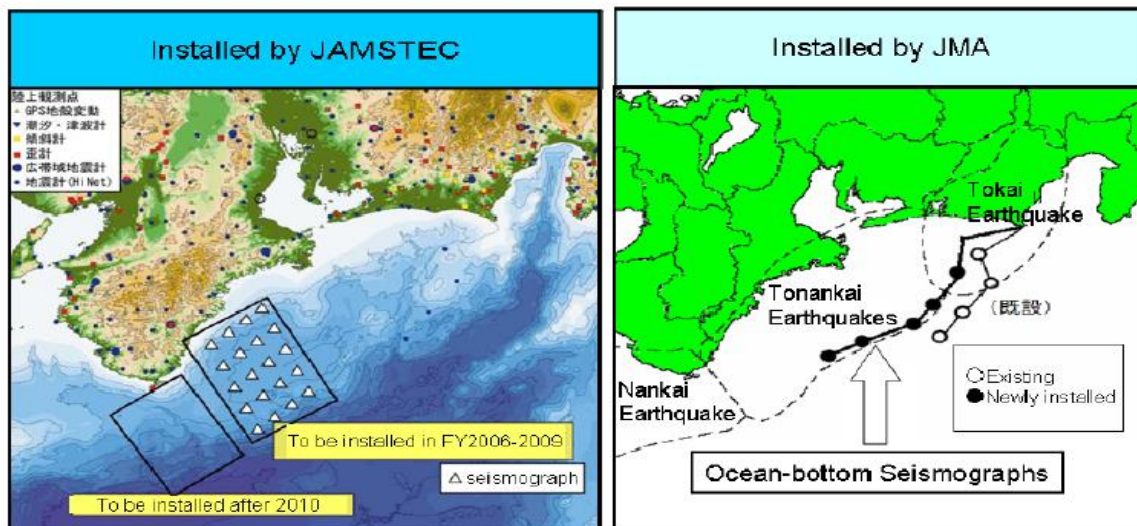 Installed by JAMSTEC
陸上観測点
GPS地殻変動
潮汐・津波計
傾斜計
歪計
広帯域地震計
地震計(HiNet)
To be installed in FY2006-2009
seismograph
To be installed after 2010
Installed by JMA
Tokai
Earthquake
Tonankai
Earthquakes
(既設)
Nankai
Earthquake
Existing
Newly installed
Ocean-bottom Seismographs